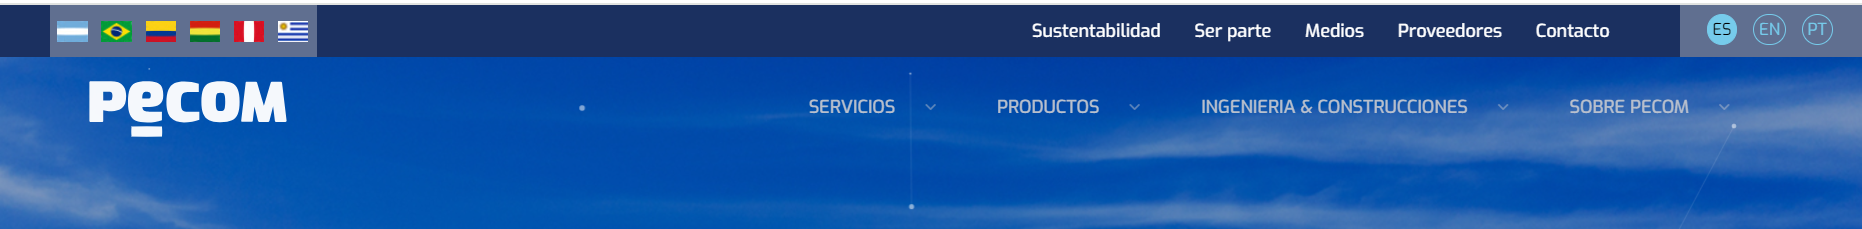 Sustentabilidad Ser parte Medios Proveedores Contacto ES EN PT
PECOM
SERVICIOS PRODUCTOS INGENIERIA & CONSTRUCCIONES SOBRE PECOM